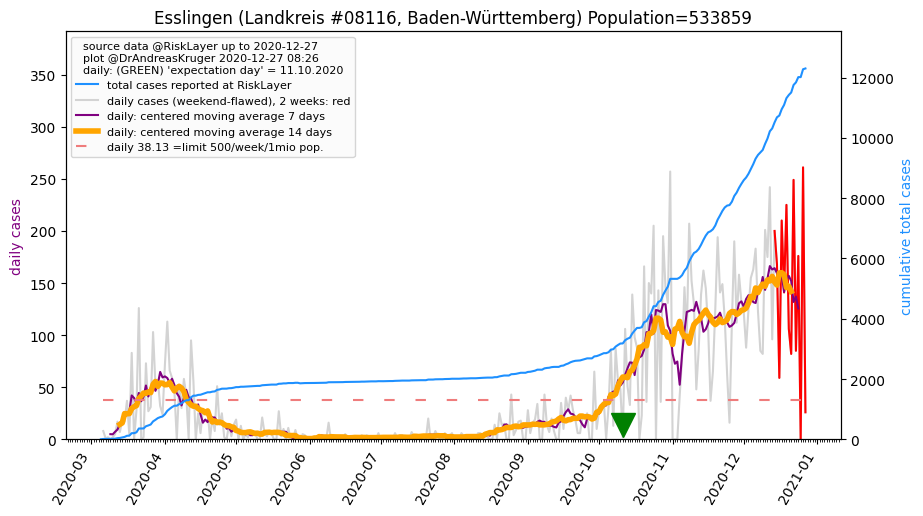 Esslingen (Landkreis #08116, Baden-Württemberg) Population=533859
source data @RiskLayer up to 2020-12-27
plot @DrAndreasKruger 2020-12-27 08:26
daily: (GREEN) 'expectation day' = 11.10.2020
total cases reported at RiskLayer
daily cases (weekend-flawed), 2 weeks: red
daily: centered moving average 7 days
daily: centered moving average 14 days
daily 38.13 =limit 500/week/1mio pop.
daily cases
350
300
250
200
150
100
50
0
cumulative total cases
12000
10000
8000
6000
4000
2000
0
2020-03
2020-04
2020-05
2020-06
2020-07
2020-08
2020-09
2020-10
2020-11
2020-12
2021-01